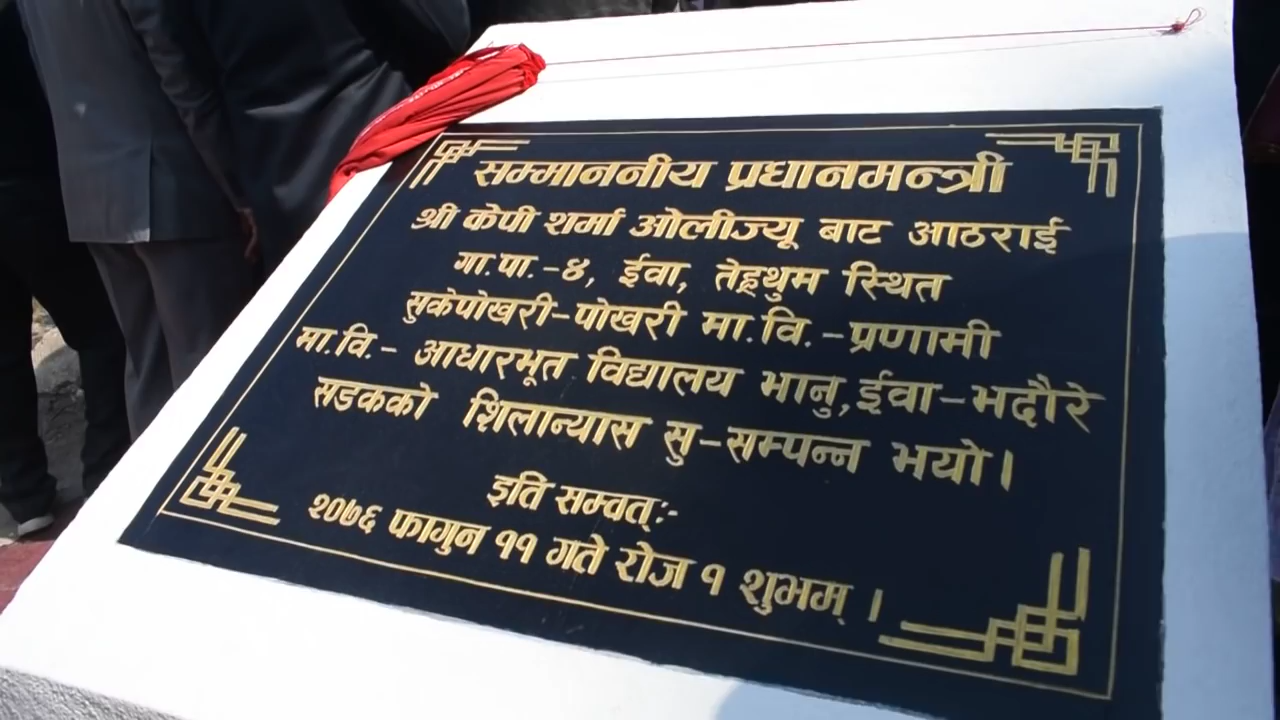 सम्माननीय प्रधानमन्त्री
श्री केपी शर्मा ओलीज्यू बाट आठराई
गा.पा.-४, ईवा, तेह्रथुम स्थित
सुकेपोखरी-पोखरी मा.वि.-प्रणामी
मा.वि.- आधारभूत विद्यालय भानु,ईवा-भदौरे
सडकको शिलान्यास सु-सम्पन्न भयो।
इति सम्वत्:-
२०७६ फागुन ११ गते रोज १ शुभम् ।